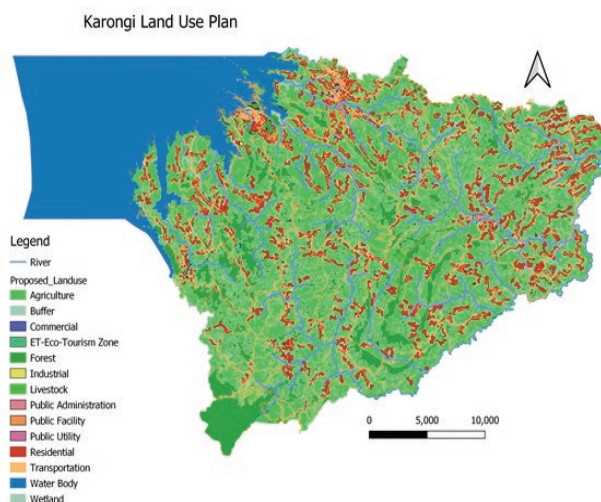 Karongi Land Use Plan
Legend
River
Proposed_Landuse
Agriculture
Buffer
Commercial
ET-Eco-Tourism Zone
Forest
Industrial
Livestock
Public Administration
Public Facility
Public Utility
Residential
Transportation
Water Body
Wetland
0 5,000 10,000